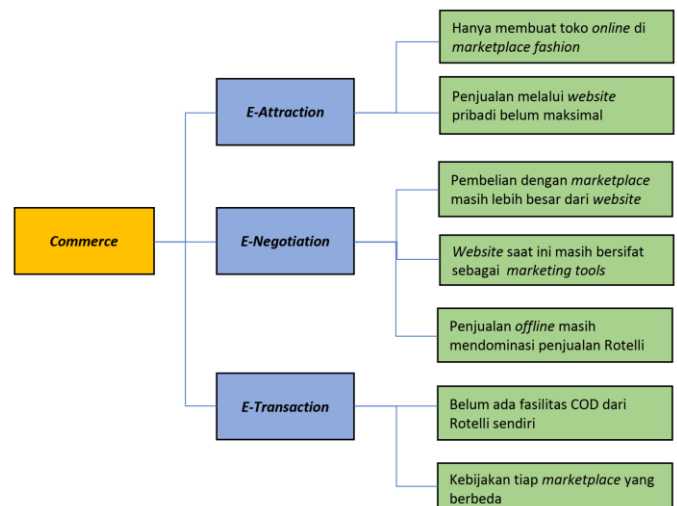 Hanya membuat toko online di
marketplace fashion
E-Attraction
Penjualan melalui website
pribadi belum maksimal
Pembelian dengan marketplace
masih lebih besar dari website
Commerce
E-Negotiation
Website saat ini masih bersifat
sebagai marketing tools
Penjualan offline masih
mendominasi penjualan Rotelli
E-Transaction
Belum ada fasilitas COD dari
Rotelli sendiri
Kebijakan tiap marketplace yang
berbeda